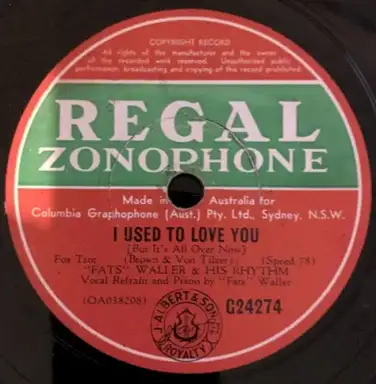 COPYRIGHT RECORD
All rights of the manufacturer and the owner
of the recorded work reserved. Unauthorised public
performance, broadcasting and copying of this record prohibited.
REGAL
ZONOPHONE
Made in Australia for
Columbia Graphophone (Aust.) Pty. Ltd., Sydney, N.S.W.
I USED TO LOVE YOU
[But It's All Over Now]
Fox Trot (Brown & Von Tilzer) (Speed 78)
"FATS" WALLER & HIS RHYTHM
Vocal Refrain and Piano by "Fats" Waller
(OA038208)
G24274
J. ALBERT & SON
ROYALTY